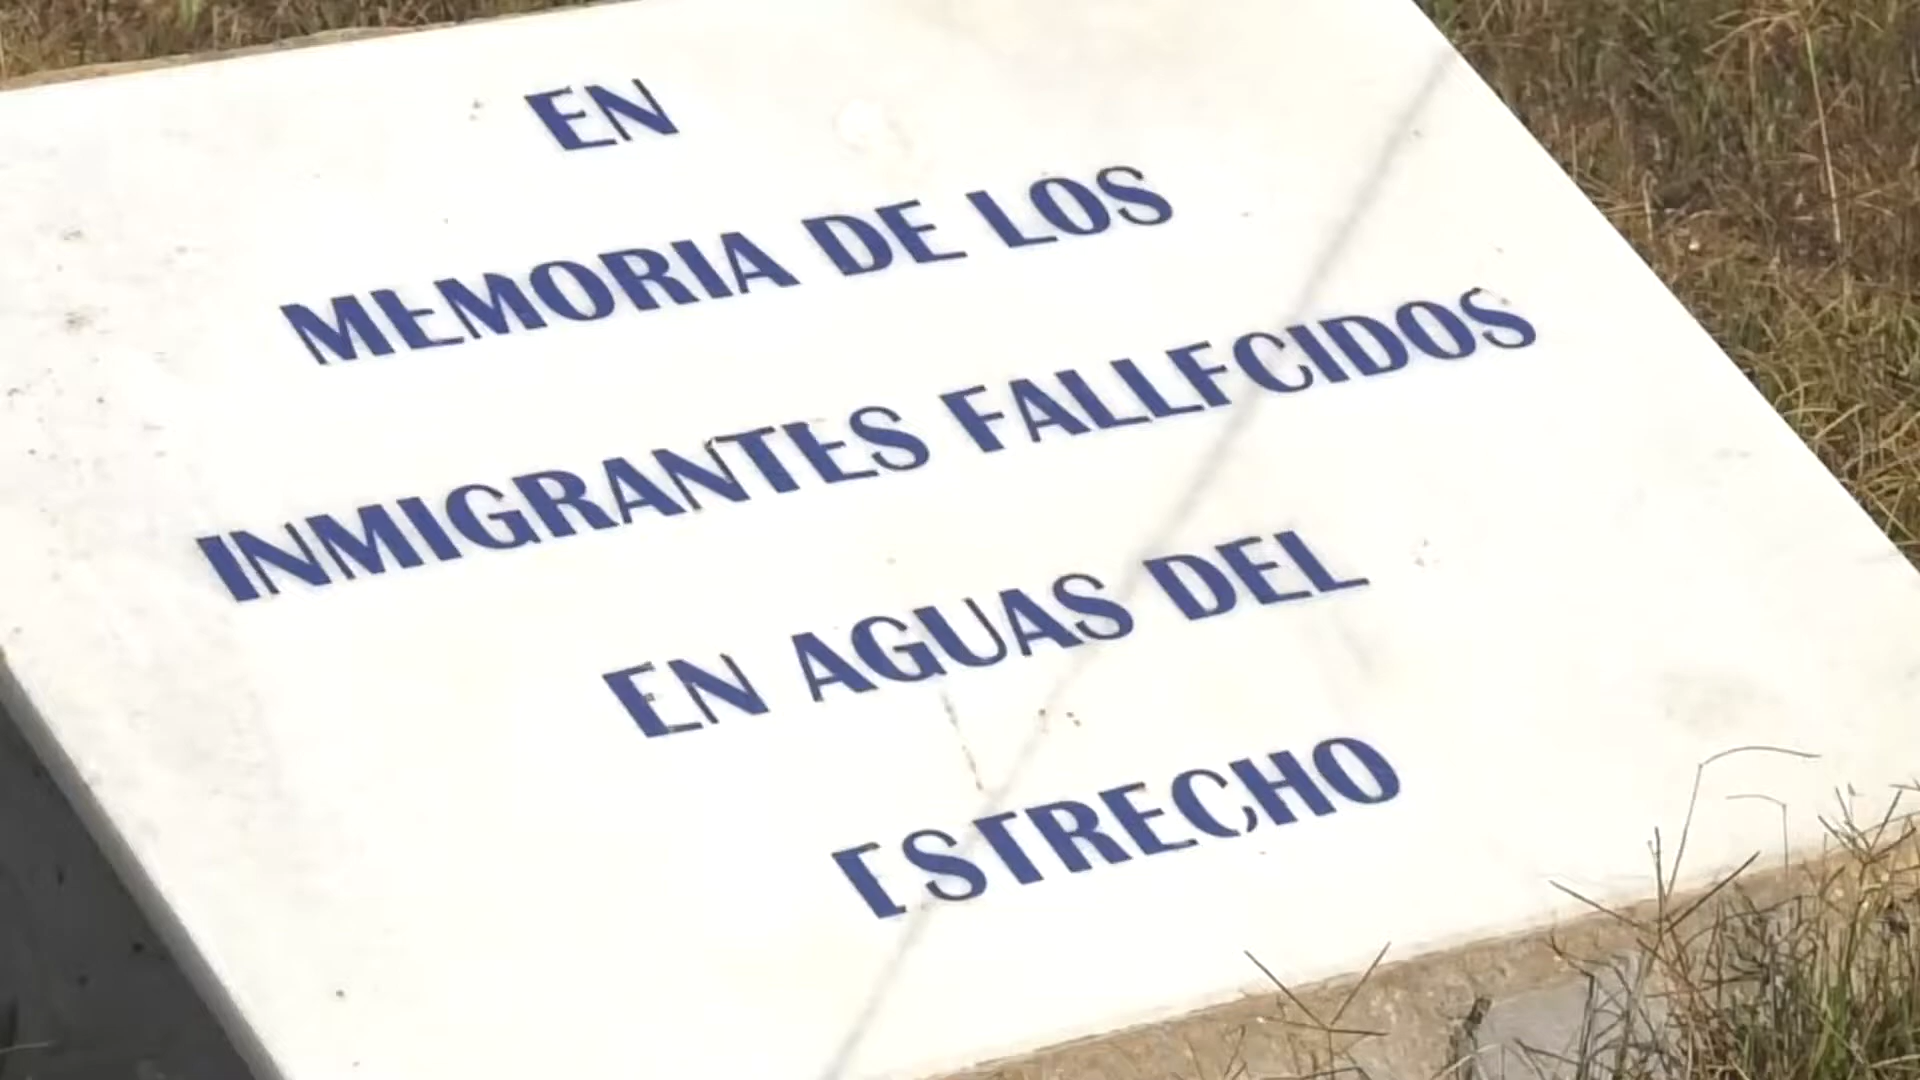 EN
MEMORIA DE LOS
INMIGRANTES FALLECIDOS
EN AGUAS DEL
ESTRECHO